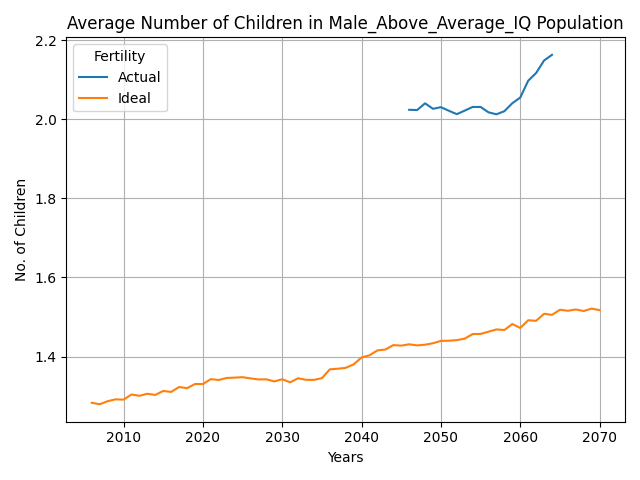 Average Number of Children in Male_Above_Average_IQ Population
Fertility
Actual
Ideal
No. of Children
2.2
2.0
1.8
1.6
1.4
2010 2020 2030 2040 2050 2060 2070
Years